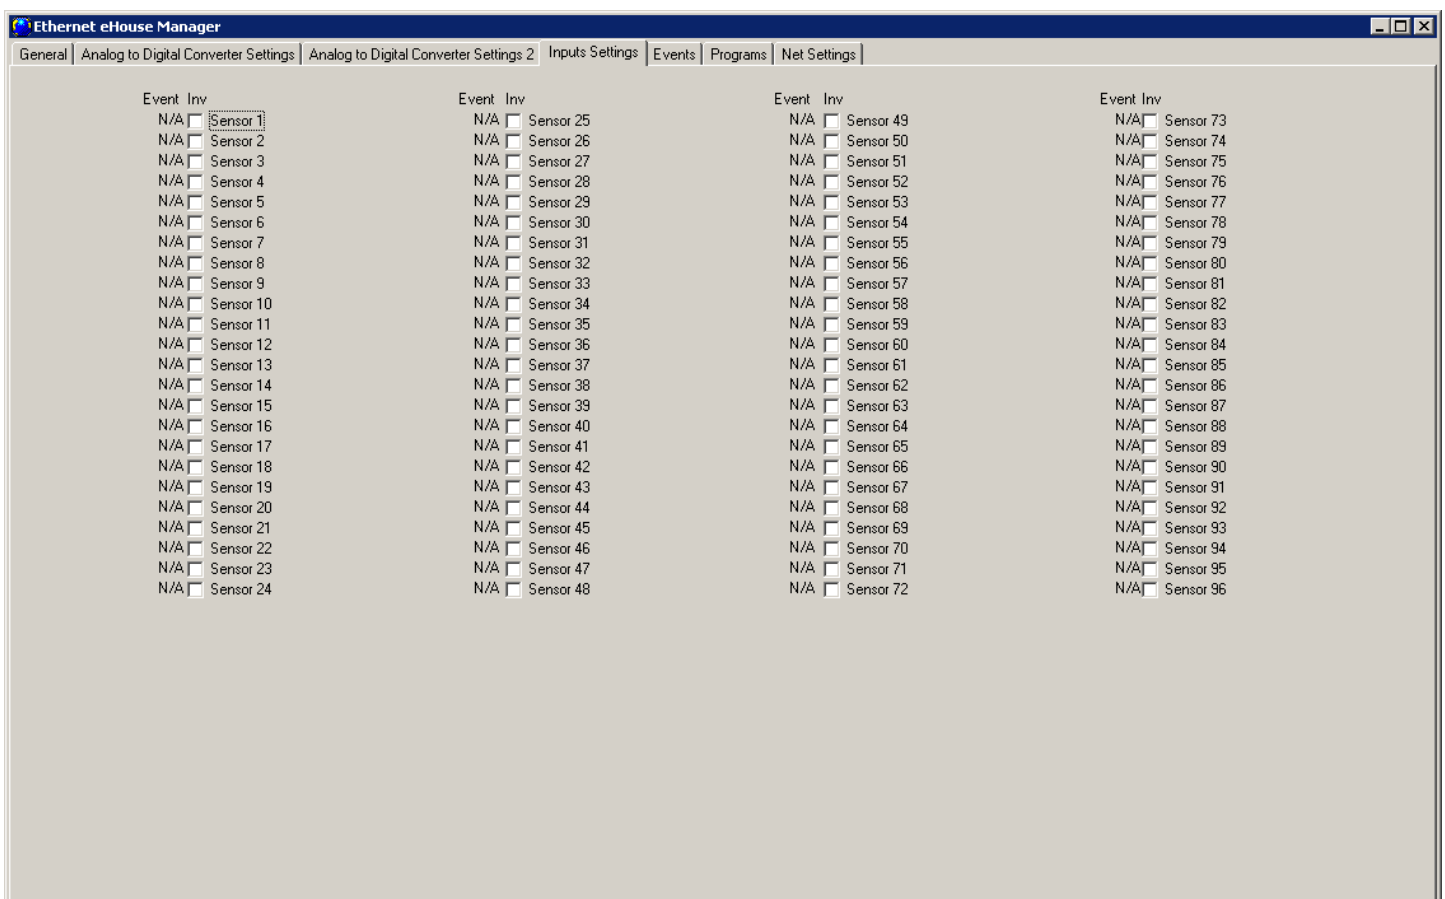 Ethernet eHouse Manager
General Analog to Digital Converter Settings Analog to Digital Converter Settings 2 Inputs Settings Events Programs Net Settings
Event Inv Event Inv Event Inv Event Inv
N/A Sensor 1 N/A Sensor 25 N/A Sensor 49 N/A Sensor 73
N/A Sensor 2 N/A Sensor 26 N/A Sensor 50 N/A Sensor 74
N/A Sensor 3 N/A Sensor 27 N/A Sensor 51 N/A Sensor 75
N/A Sensor 4 N/A Sensor 28 N/A Sensor 52 N/A Sensor 76
N/A Sensor 5 N/A Sensor 29 N/A Sensor 53 N/A Sensor 77
N/A Sensor 6 N/A Sensor 30 N/A Sensor 54 N/A Sensor 78
N/A Sensor 7 N/A Sensor 31 N/A Sensor 55 N/A Sensor 79
N/A Sensor 8 N/A Sensor 32 N/A Sensor 56 N/A Sensor 80
N/A Sensor 9 N/A Sensor 33 N/A Sensor 57 N/A Sensor 81
N/A Sensor 10 N/A Sensor 34 N/A Sensor 58 N/A Sensor 82
N/A Sensor 11 N/A Sensor 35 N/A Sensor 59 N/A Sensor 83
N/A Sensor 12 N/A Sensor 36 N/A Sensor 60 N/A Sensor 84
N/A Sensor 13 N/A Sensor 37 N/A Sensor 61 N/A Sensor 85
N/A Sensor 14 N/A Sensor 38 N/A Sensor 62 N/A Sensor 86
N/A Sensor 15 N/A Sensor 39 N/A Sensor 63 N/A Sensor 87
N/A Sensor 16 N/A Sensor 40 N/A Sensor 64 N/A Sensor 88
N/A Sensor 17 N/A Sensor 41 N/A Sensor 65 N/A Sensor 89
N/A Sensor 18 N/A Sensor 42 N/A Sensor 66 N/A Sensor 90
N/A Sensor 19 N/A Sensor 43 N/A Sensor 67 N/A Sensor 91
N/A Sensor 20 N/A Sensor 44 N/A Sensor 68 N/A Sensor 92
N/A Sensor 21 N/A Sensor 45 N/A Sensor 69 N/A Sensor 93
N/A Sensor 22 N/A Sensor 46 N/A Sensor 70 N/A Sensor 94
N/A Sensor 23 N/A Sensor 47 N/A Sensor 71 N/A Sensor 95
N/A Sensor 24 N/A Sensor 48 N/A Sensor 72 N/A Sensor 96